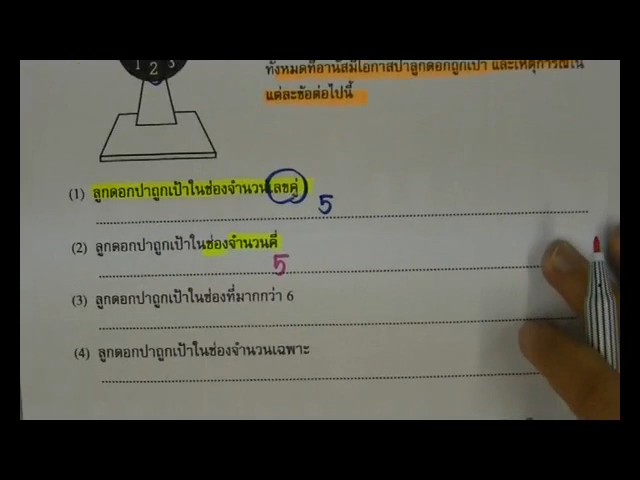 1 2 3
ทั้งหมดที่อานัสมีโอกาสปาลูกดอกถูกเป้า และเหตุการณ์ใน
แต่ละข้อต่อไปนี้
(1) ลูกดอกปาถูกเป้าในช่องจำนวนเลขคู่
5
(2) ลูกดอกปาถูกเป้าในช่องจำนวนคี่
5
(3) ลูกดอกปาถูกเป้าในช่องที่มากกว่า 6
(4) ลูกดอกปาถูกเป้าในช่องจำนวนเฉพาะ